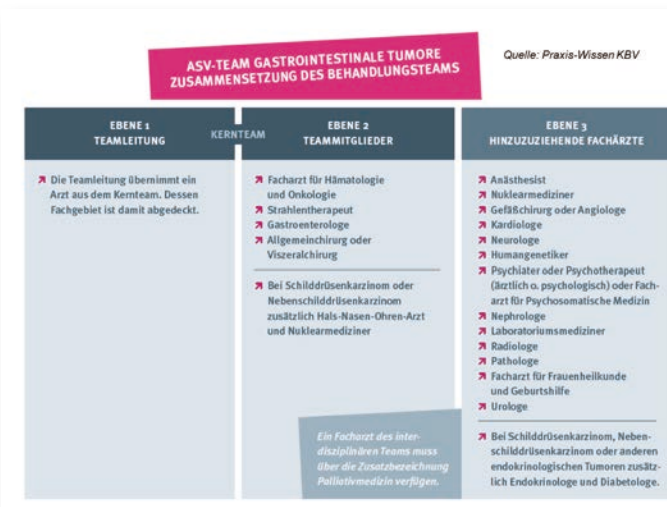 ASV-TEAM GASTROINTESTINALE TUMORE
ZUSAMMENSETZUNG DES BEHANDLUNGSTEAMS
Quelle: Praxis-Wissen KBV
EBENE 1
TEAMLEITUNG
KERNTEAM
EBENE 2
TEAMMITGLIEDER
EBENE 3
HINZUZUZIEHENDE FACHÄRZTE
Die Teamleitung übernimmt ein
Arzt aus dem Kernteam. Dessen
Fachgebiet ist damit abgedeckt.
Facharzt für Hämatologie
und Onkologie
Strahlentherapeut
Gastroenterologe
Allgemeinchirurg oder
Viszeralchirurg
Bei Schilddrüsenkarzinom oder
Nebenschilddrüsenkarzinom
zusätzlich Hals-Nasen-Ohren-Arzt
und Nuklearmediziner
Ein Facharzt des inter-
disziplinären Teams muss
über die Zusatzbezeichnung
Palliativmedizin verfügen.
Anästhesist
Nuklearmediziner
Gefäßchirurg oder Angiologe
Kardiologe
Neurologe
Humangenetiker
Psychiater oder Psychotherapeut
(ärztlich o. psychologisch) oder Fach-
arzt für Psychosomatische Medizin
Nephrologe
Laboratoriumsmediziner
Radiologe
Pathologe
Facharzt für Frauenheilkunde
und Geburtshilfe
Urologe
Bei Schilddrüsenkarzinom, Neben-
schilddrüsenkarzinom oder anderen
endokrinologischen Tumoren zusätz-
lich Endokrinologe und Diabetologe.